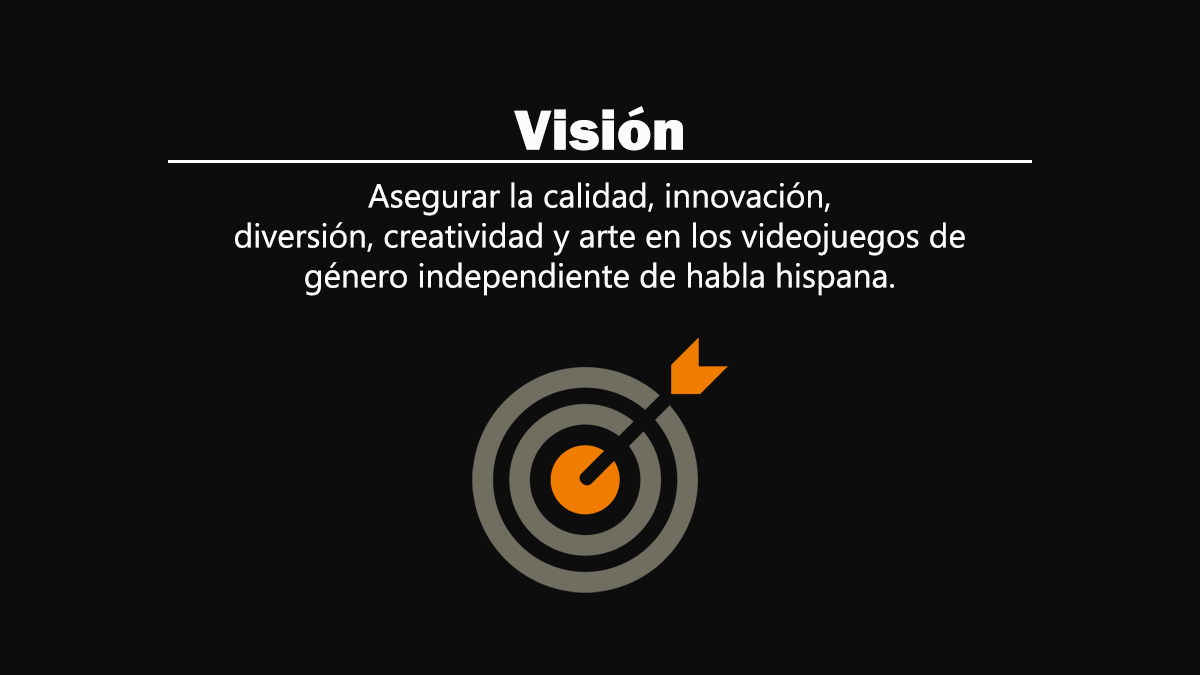 Visión
Asegurar la calidad, innovación,
diversión, creatividad y arte en los videojuegos de
género independiente de habla hispana.